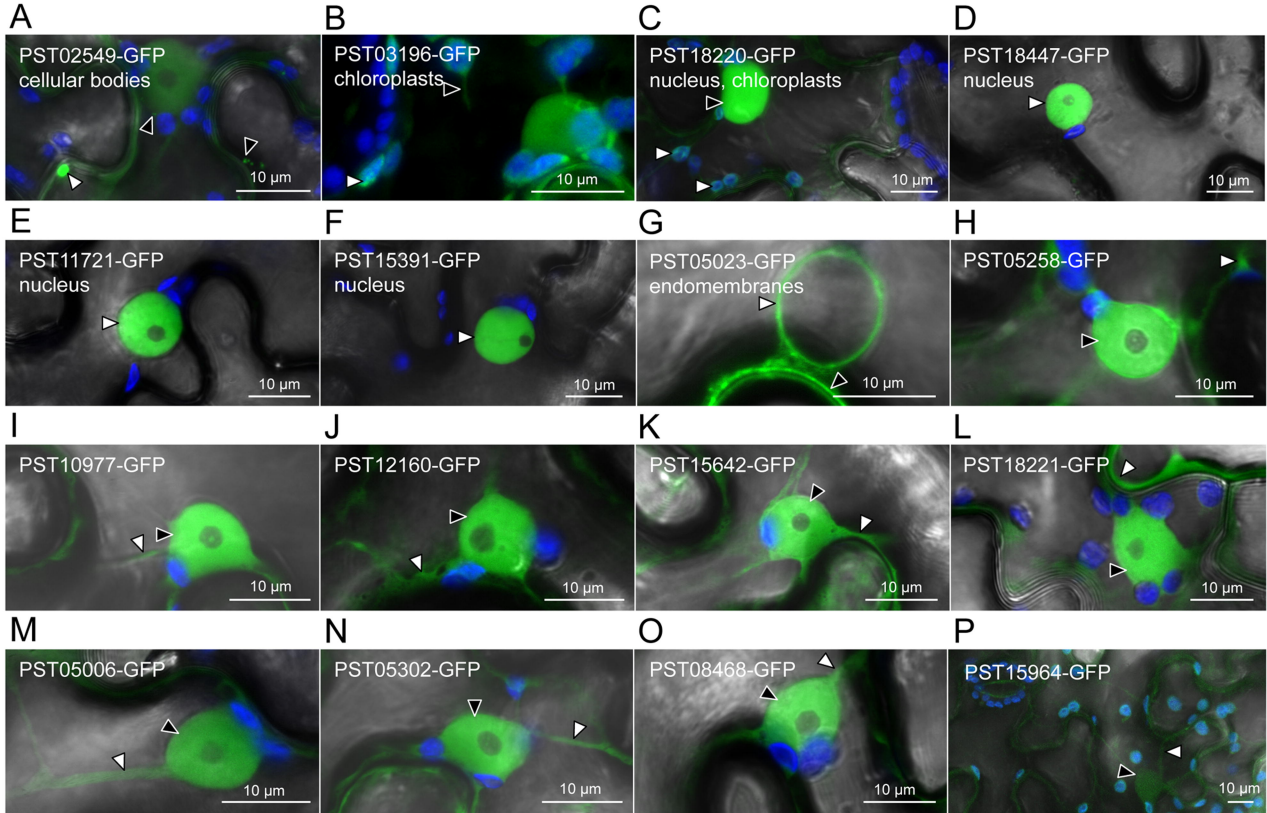 A
PST02549-GFP
cellular bodies
10 µm
B
PST03196-GFP
chloroplasts
10 µm
C
PST18220-GFP
nucleus, chloroplasts
10 µm
D
PST18447-GFP
nucleus
10 µm
E
PST11721-GFP
nucleus
10 µm
F
PST15391-GFP
nucleus
10 µm
G
PST05023-GFP
endomembranes
10 µm
H
PST05258-GFP
10 µm
I
PST10977-GFP
10 µm
J
PST12160-GFP
10 µm
K
PST15642-GFP
10 µm
L
PST18221-GFP
10 µm
M
PST05006-GFP
10 µm
N
PST05302-GFP
10 µm
O
PST08468-GFP
10 µm
P
PST15964-GFP
10 µm